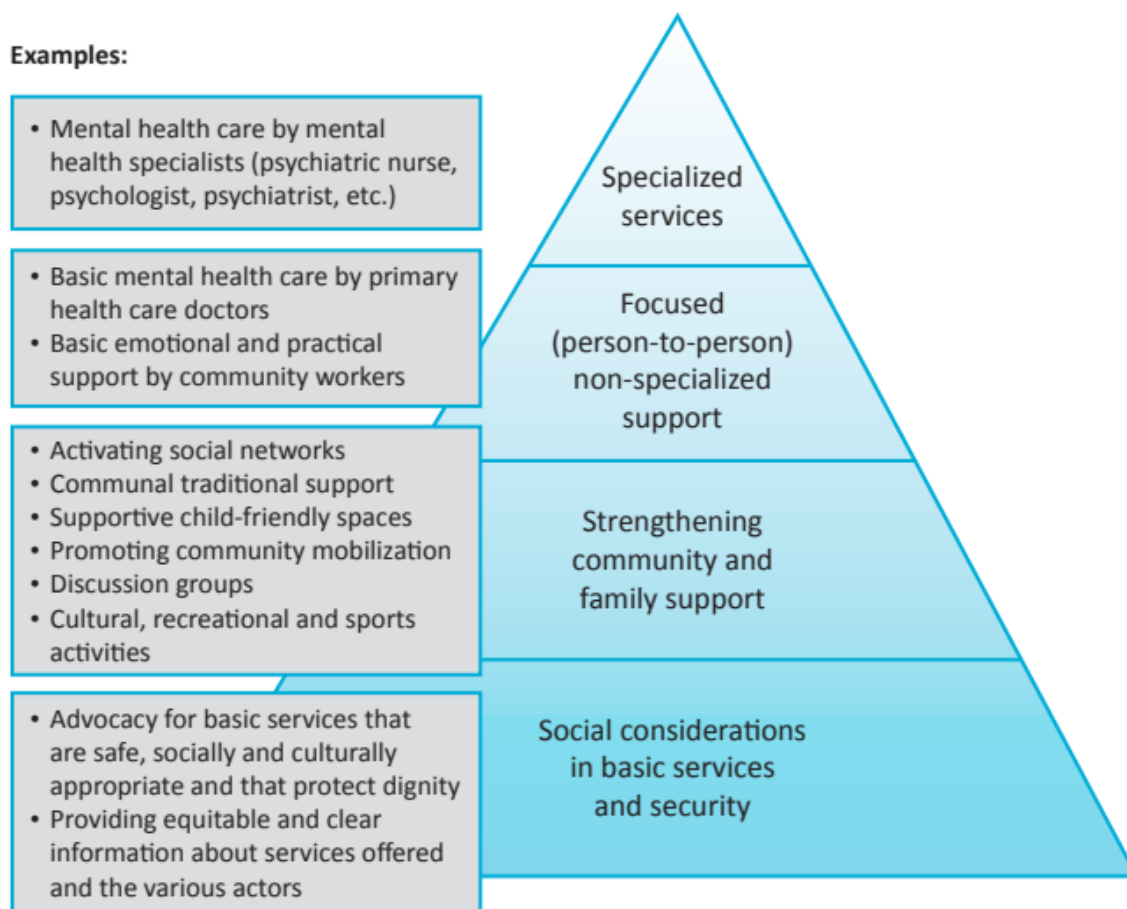 Examples:
• Mental health care by mental
health specialists (psychiatric nurse,
psychologist, psychiatrist, etc.)
Specialized
services
• Basic mental health care by primary
health care doctors
• Basic emotional and practical
support by community workers
Focused
(person-to-person)
non-specialized
support
• Activating social networks
• Communal traditional support
• Supportive child-friendly spaces
• Promoting community mobilization
• Discussion groups
• Cultural, recreational and sports
activities
Strengthening
community and
family support
• Advocacy for basic services that
are safe, socially and culturally
appropriate and that protect dignity
• Providing equitable and clear
information about services offered
and the various actors
Social considerations
in basic services
and security